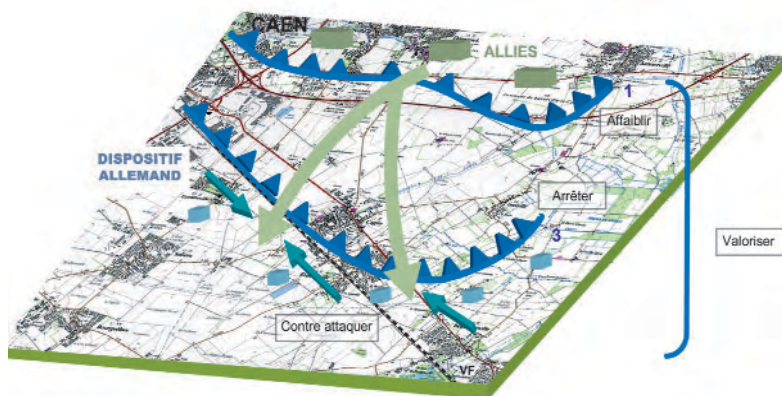 CAEN
ALLIES
1
Affaiblir
DISPOSITIF
ALLEMAND
Arrêter
3
Valoriser
Contre attaquer
VF